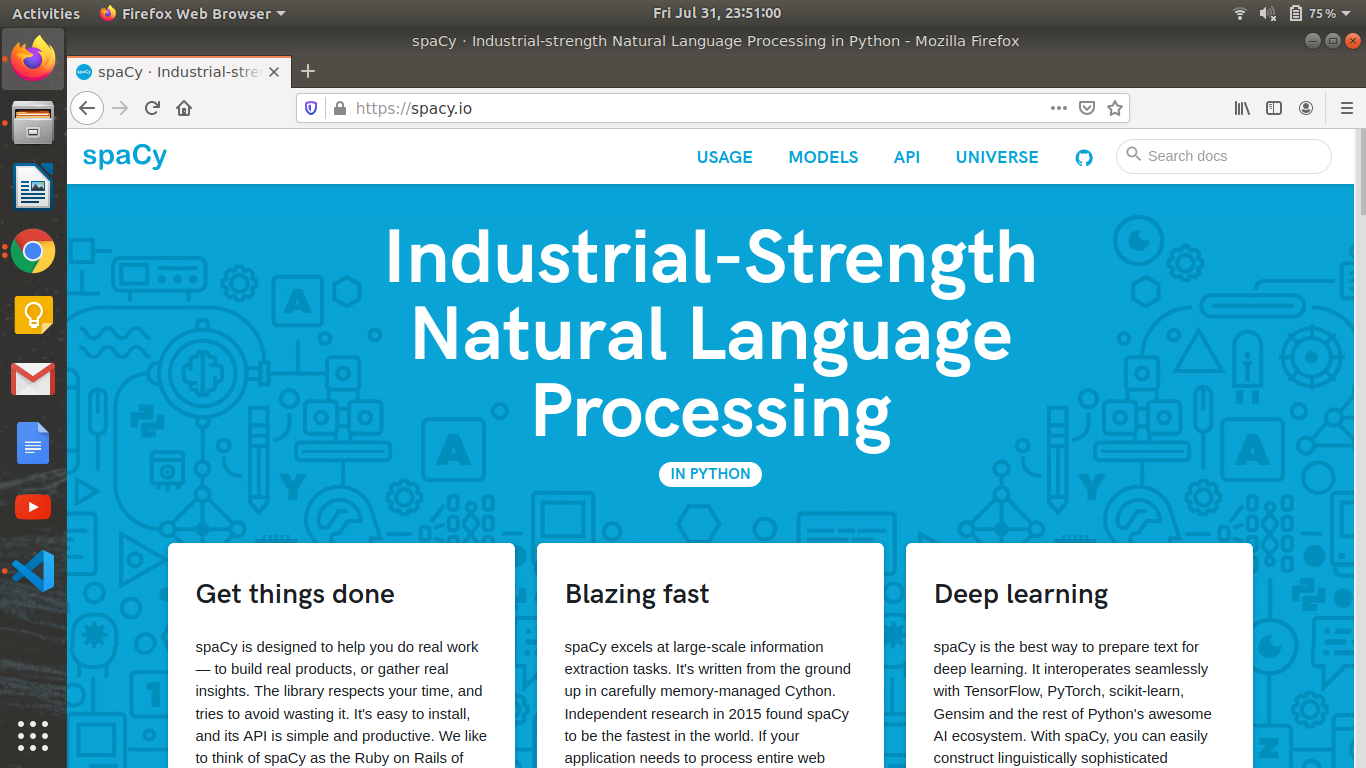 Activities
Firefox Web Browser
Fri Jul 31, 23:51:00
75%
spaCy · Industrial-strength Natural Language Processing in Python - Mozilla Firefox
spaCy
spaCy · Industrial-stre
https://spacy.io
spaCy
USAGE
MODELS
API
UNIVERSE
Search docs
Industrial-Strength
Natural Language
Processing
IN PYTHON
A
A
A
Y
Y
1
Z
Get things done
spaCy is designed to help you do real work
— to build real products, or gather real
insights. The library respects your time, and
tries to avoid wasting it. It's easy to install,
and its API is simple and productive. We like
to think of spaCy as the Ruby on Rails of
Blazing fast
spaCy excels at large-scale information
extraction tasks. It's written from the ground
up in carefully memory-managed Cython.
Independent research in 2015 found spaCy
to be the fastest in the world. If your
application needs to process entire web
Deep learning
spaCy is the best way to prepare text for
deep learning. It interoperates seamlessly
with TensorFlow, PyTorch, scikit-learn,
Gensim and the rest of Python's awesome
AI ecosystem. With spaCy, you can easily
construct linguistically sophisticated